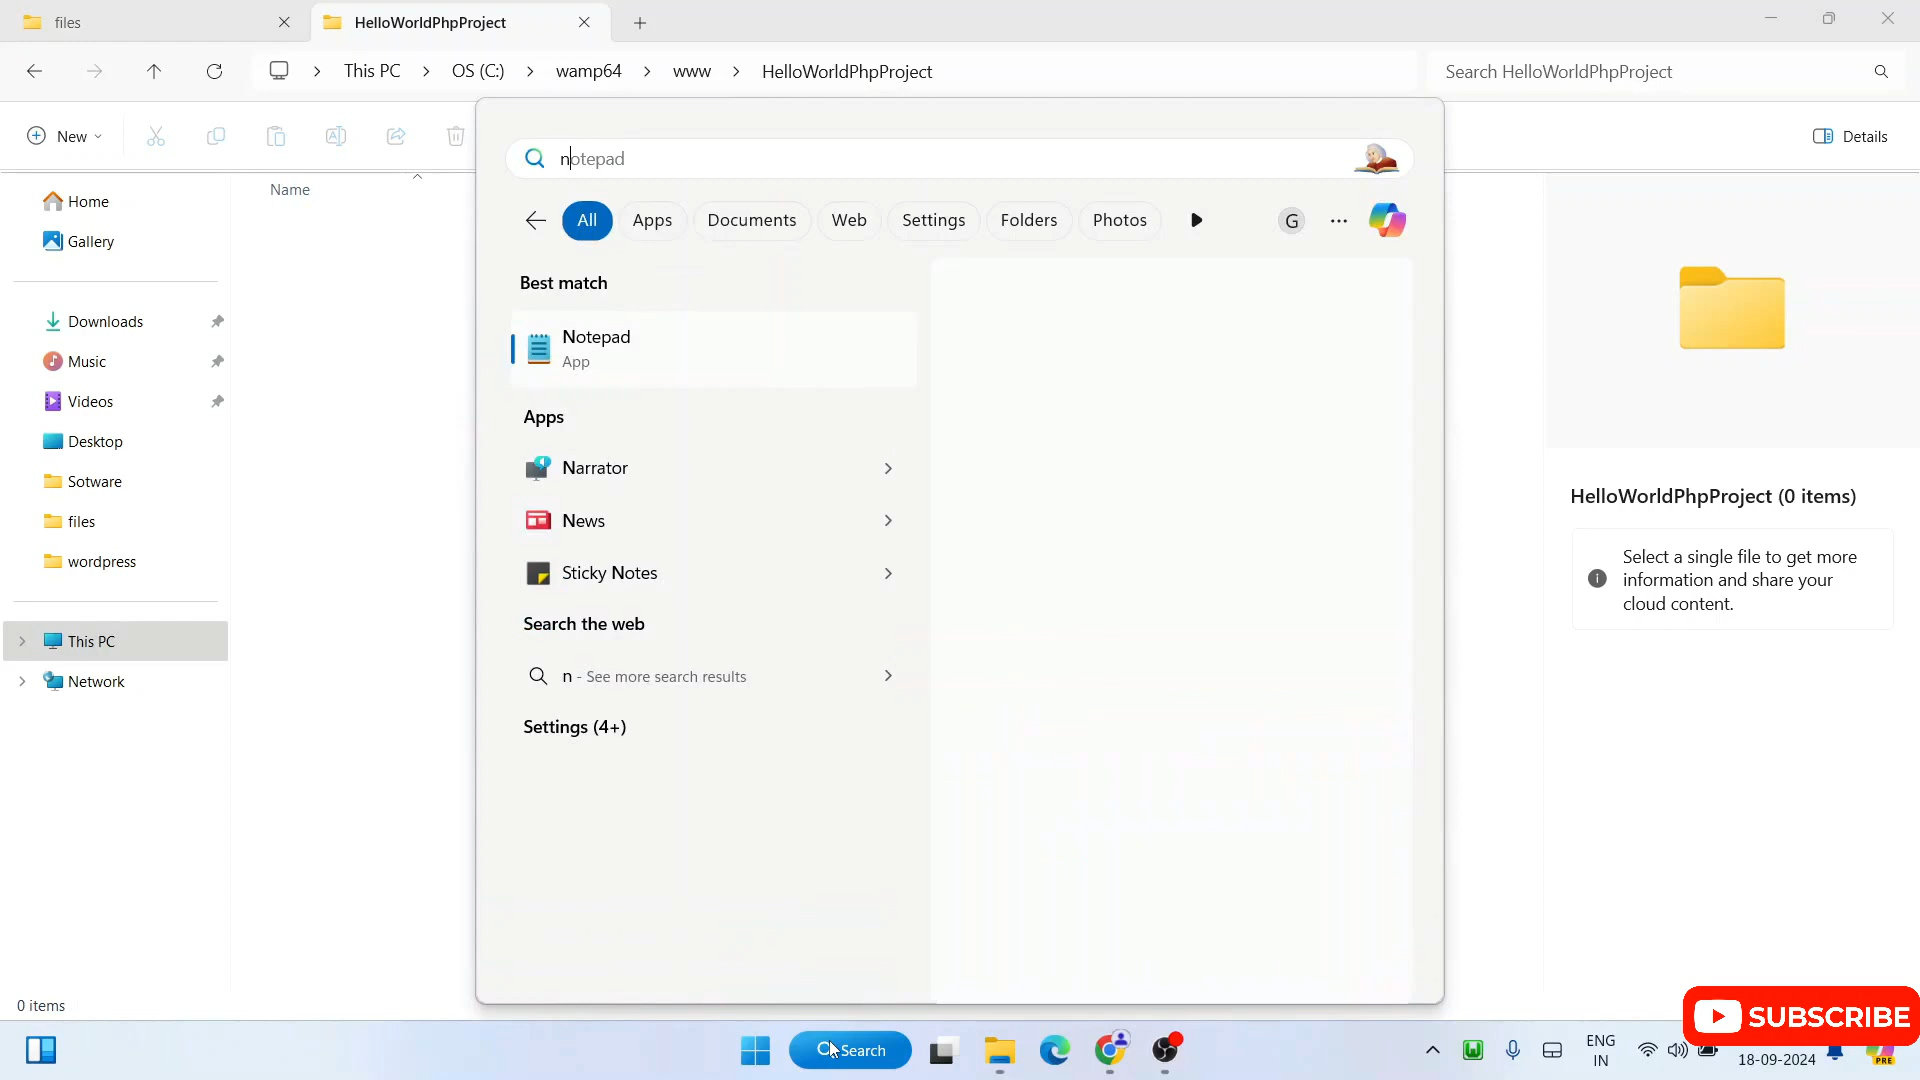 files
HelloWorldPhpProject
This PC
OS (C:)
wamp64
www
HelloWorldPhpProject
Search HelloWorldPhpProject
New
Details
notepad
All
Apps
Documents
Web
Settings
Folders
Photos
G
Name
Home
Gallery
Downloads
Music
Videos
Desktop
Sotware
files
wordpress
This PC
Network
Best match
Notepad
App
Apps
Narrator
News
Sticky Notes
Search the web
n - See more search results
Settings (4+)
HelloWorldPhpProject (0 items)
Select a single file to get more
information and share your
cloud content.
0 items
SUBSCRIBE
Search
ENG
IN
18-09-2024
PRE